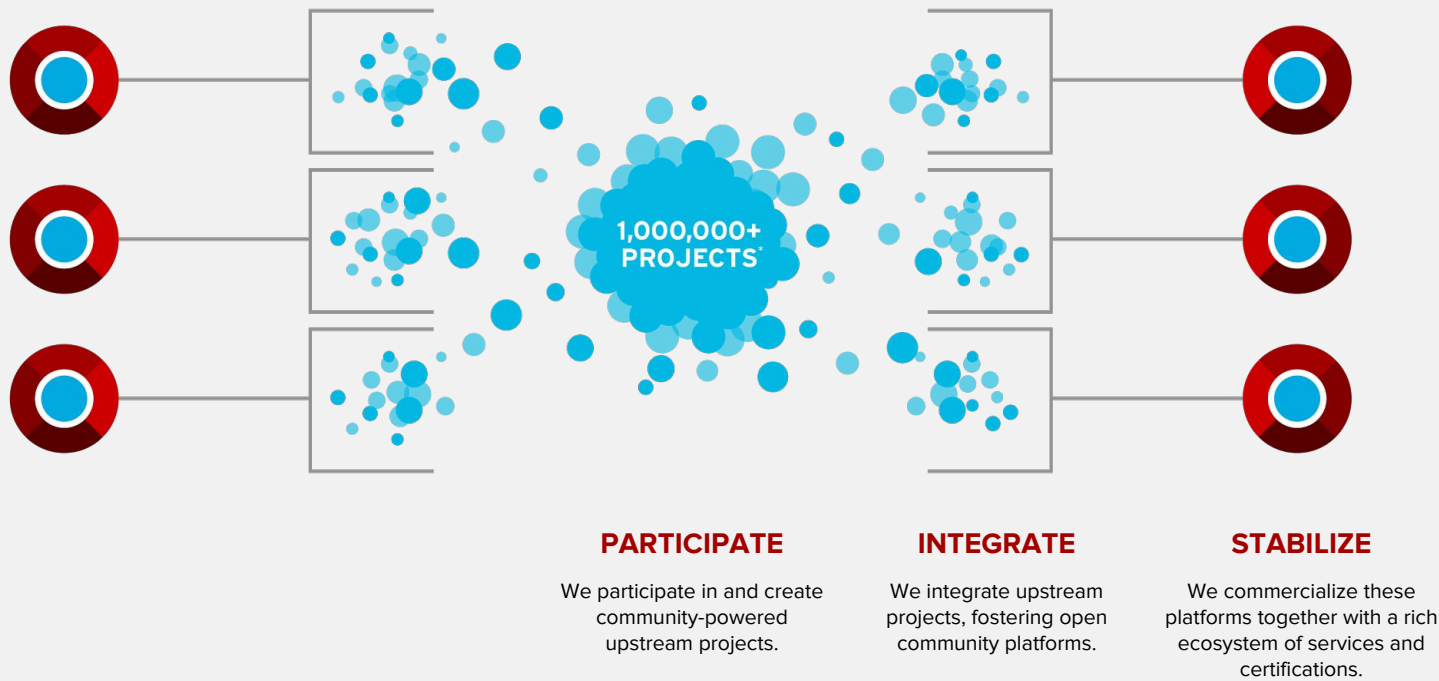 1,000,000+
PROJECTS*
PARTICIPATE
We participate in and create
community-powered
upstream projects.
INTEGRATE
We integrate upstream
projects, fostering open
community platforms.
STABILIZE
We commercialize these
platforms together with a rich
ecosystem of services and
certifications.